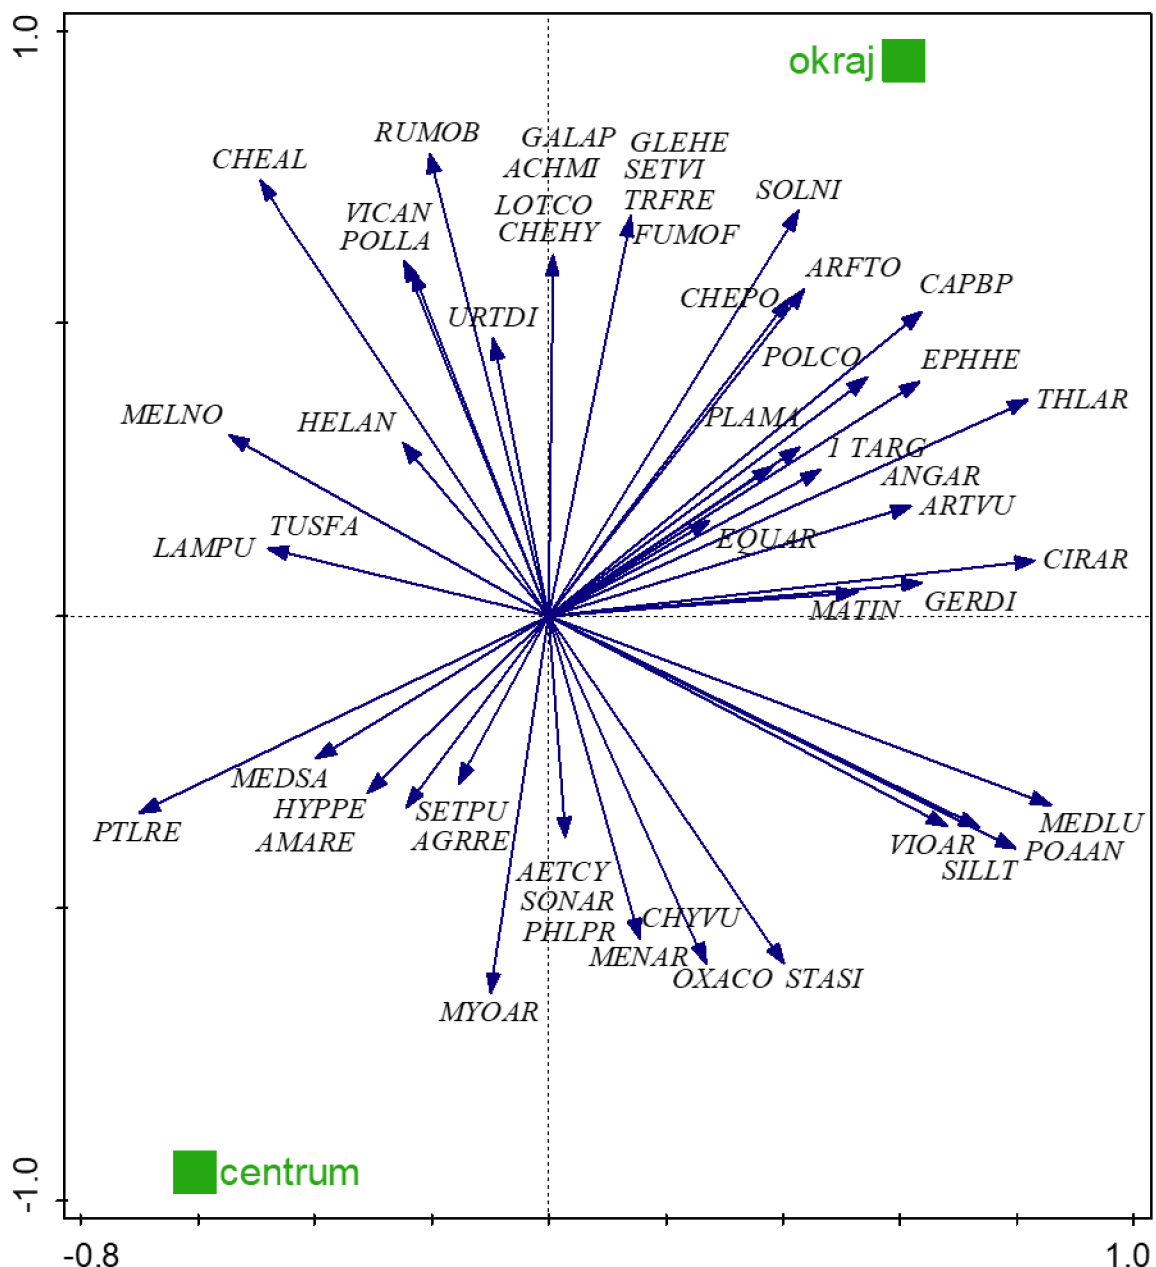 1.0
okraj
RUMOB
GALAP
GLEHE
CHEAL
ACHMI
SETVI
SOLNI
VICAN
LOTCO
TRFRE
POLLA
CHEHY
FUMOF
ARFTO
CAPBP
CHEPO
URTDI
POLCO
EPHHE
MELNO
HELAN
PLAMA
THLAR
TARG
ANGAR
TUSFA
ARTVU
LAMPU
EQUAR
CIRAR
MATIN
GERDI
MEDSA
PTLRE
HYPPE
SETPU
MEDLU
AMARE
AGRRE
VIOAR
POAAN
AETCY
SILLT
SONAR
CHYVU
PHLPR
MENAR
OXACO
STASI
MYOAR
centrum
-1.0
-0.8
1.0